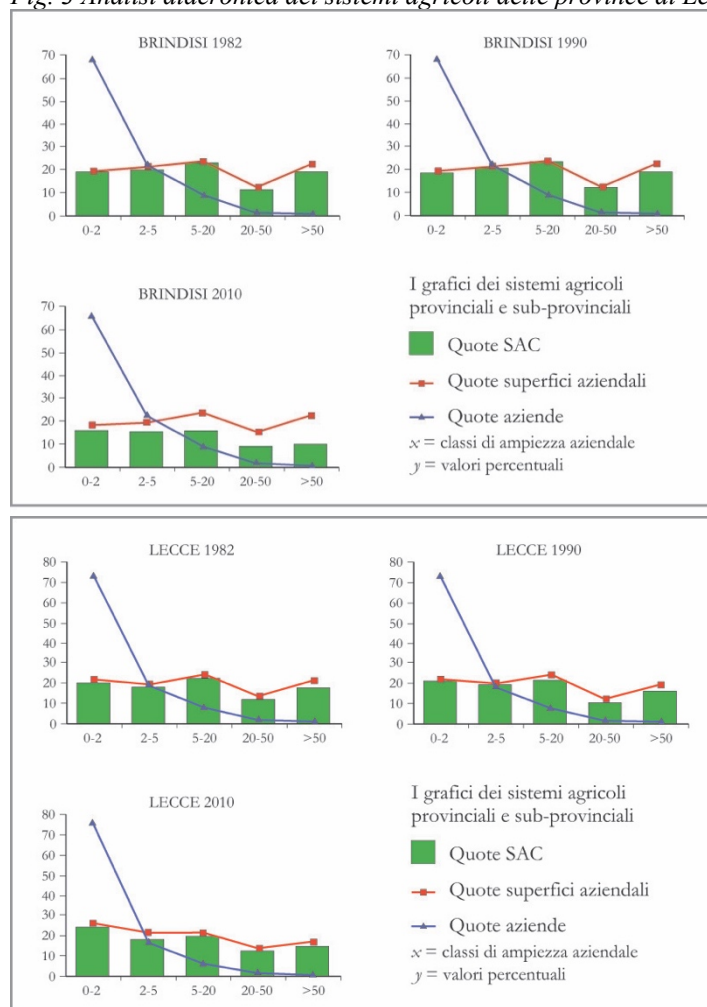 Fig. 3 Analisi diacronica dei sistemi agricoli delle province di
BRINDISI 1982
70
60
50
40
30
20
10
0
0-2 2-5 5-20 20-50 >50
BRINDISI 1990
70
60
50
40
30
20
10
0
0-2 2-5 5-20 20-50 >50
BRINDISI 2010
70
60
50
40
30
20
10
0
0-2 2-5 5-20 20-50 >50
I grafici dei sistemi agricoli
provinciali e sub-provinciali
Quote SAC
Quote superfici aziendali
Quote aziende
x = classi di ampiezza aziendale
y = valori percentuali
LECCE 1982
80
70
60
50
40
30
20
10
0
0-2 2-5 5-20 20-50 >50
LECCE 1990
80
70
60
50
40
30
20
10
0
0-2 2-5 5-20 20-50 >50
LECCE 2010
80
70
60
50
40
30
20
10
0
0-2 2-5 5-20 20-50 >50
I grafici dei sistemi agricoli
provinciali e sub-provinciali
Quote SAC
Quote superfici aziendali
Quote aziende
x = classi di ampiezza aziendale
y = valori percentuali